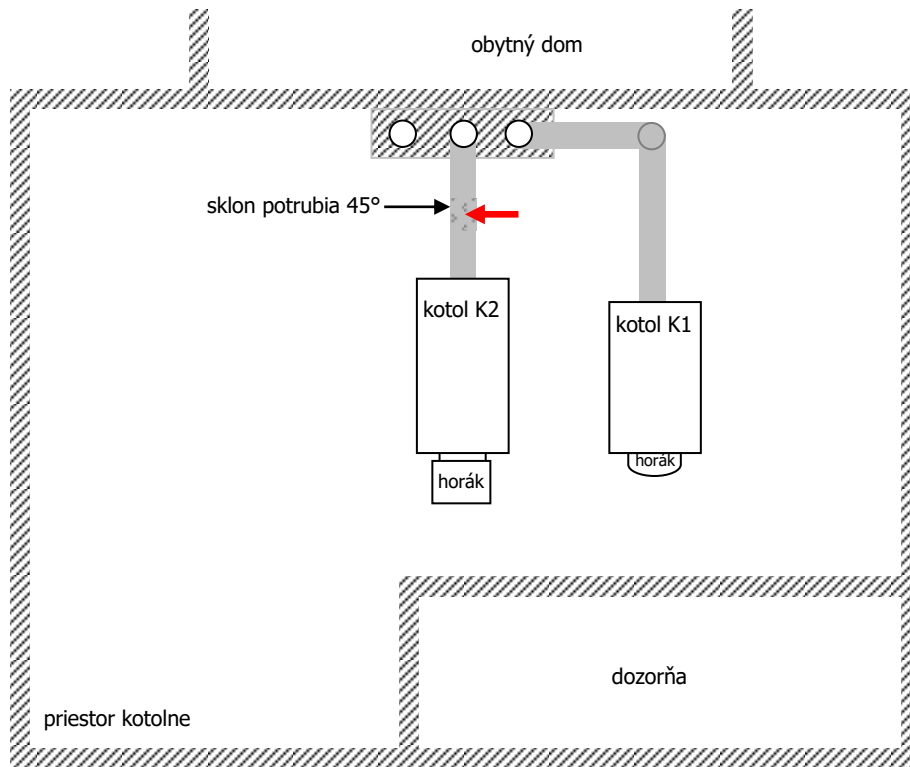 obytný dom
sklon potrubia 45°
kotol K2
kotol K1
horák
horák
dozorňa
priestor kotolne